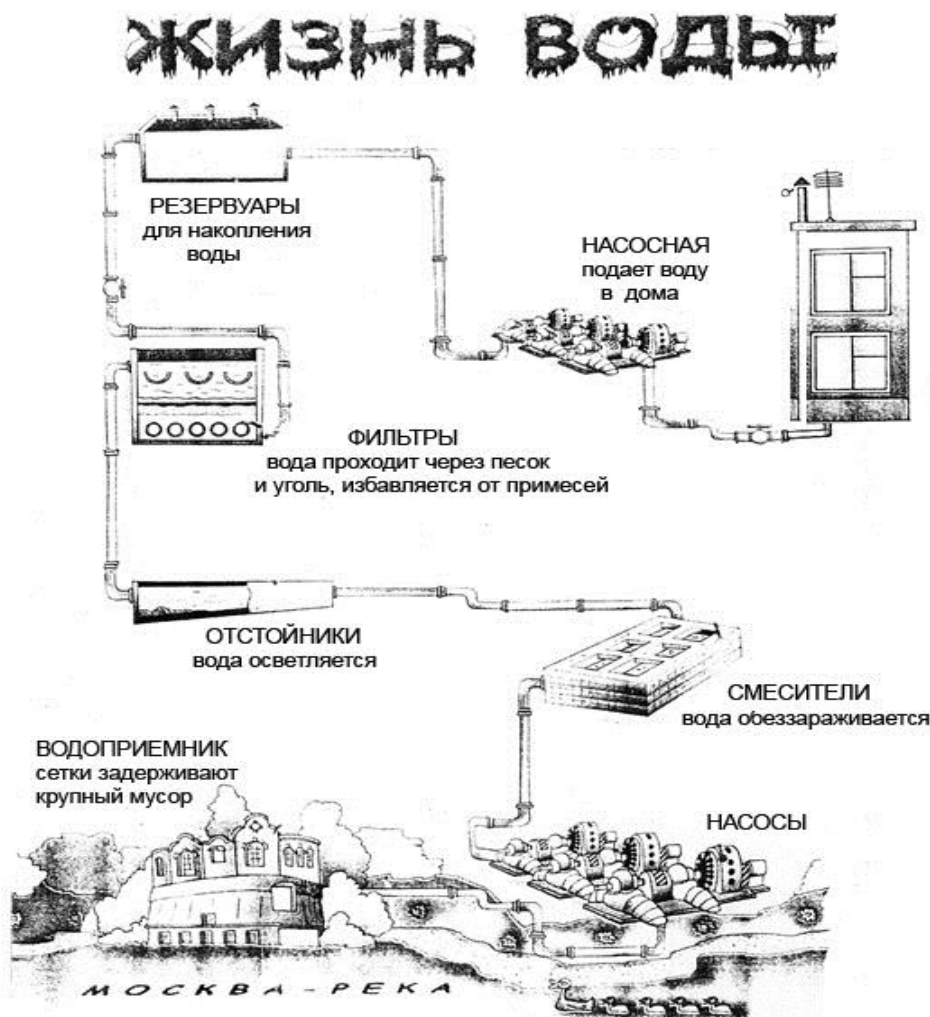 ЖИЗНЬ ВОДЫ
РЕЗЕРВУАРЫ
для накопления
воды
НАСОСНАЯ
подает воду
в дома
ФИЛЬТРЫ
вода проходит через песок
и уголь, избавляется от примесей
ОТСТОЙНИКИ
вода осветляется
СМЕСИТЕЛИ
вода обеззараживается
ВОДОПРИЕМНИК
сетки задерживают
крупный мусор
НАСОСЫ
МОСКВА-РЕКА